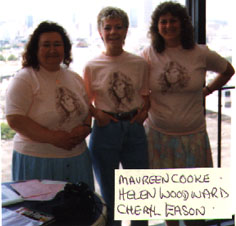 MAUREEN COOKE.
HELEN WOODWARD
CHERYL EASON.